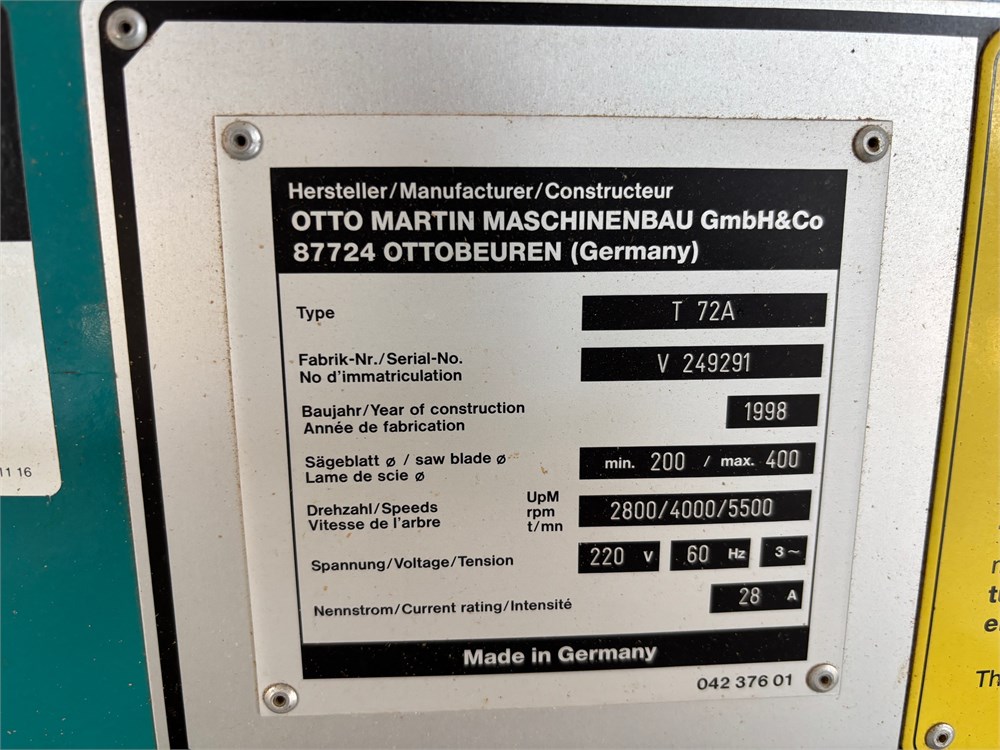 Hersteller/Manufacturer/Constructeur
OTTO MARTIN MASCHINENBAU GmbH&Co
87724 OTTOBEUREN (Germany)
Type T 72A
Fabrik-Nr./Serial-No. V 249291
No d'immatriculation
Baujahr/Year of construction 1998
Année de fabrication
Sägeblatt ø / saw blade ø min. 200 / max. 400
Lame de scie ø
Drehzahl/Speeds UpM 2800/4000/5500
Vitesse de l'arbre rpm
t/mn
Spannung/Voltage/Tension 220 V 60 Hz 3~
Nennstrom/Current rating/Intensité 28 A
Made in Germany
042 376 01
11 16
Th